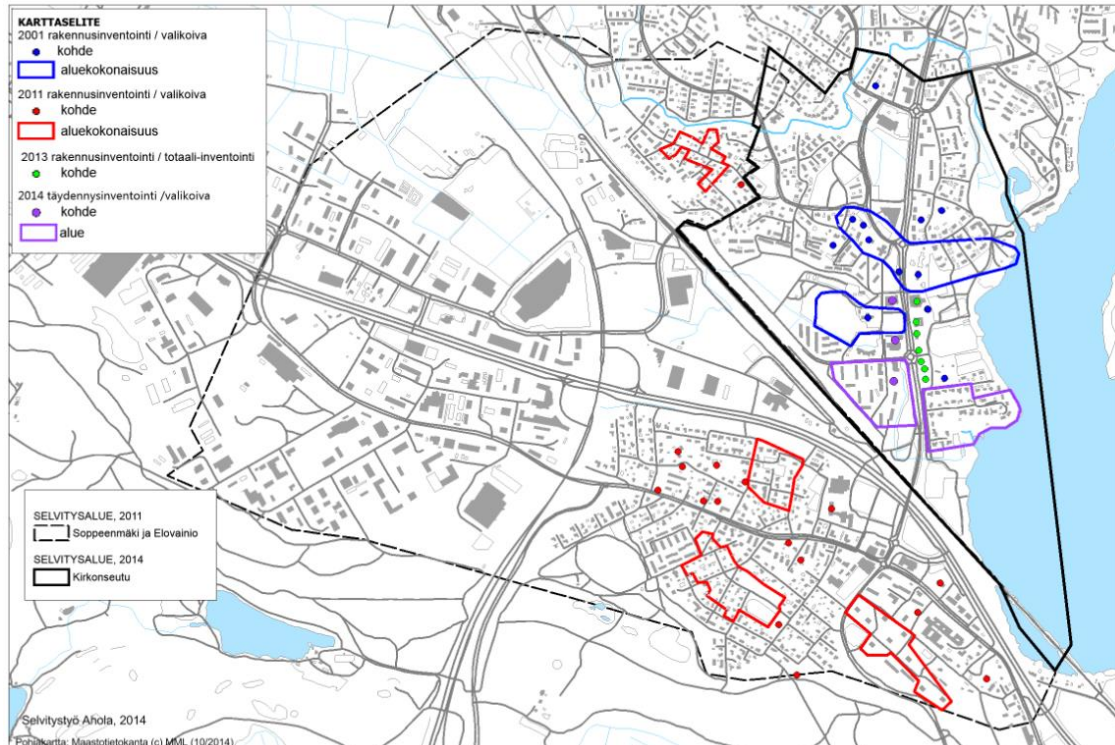 KARTTASELITE
2001 rakennusinventointi / valikoiva
kohde
aluekokonaisuus
2011 rakennusinventointi / valikoiva
kohde
aluekokonaisuus
2013 rakennusinventointi / totaali-inventointi
kohde
2014 täydennysinventointi /valikoiva
kohde
alue
SELVITYSALUE, 2011
Soppeenmäki ja Elovainio
SELVITYSALUE, 2014
Kirkonseutu
Selvitystyö Ahola, 2014
Pohjakartta: Maastotietokanta (c) MML (10/2014)